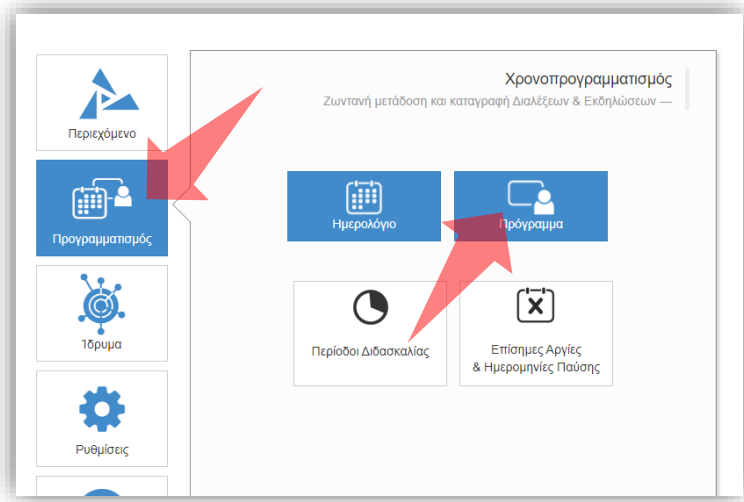 Περιεχόμενο
Προγραμματισμός
Ίδρυμα
Ρυθμίσεις
Χρονοπρογραμματισμός
Ζωντανή μετάδοση και καταγραφή Διαλέξεων & Εκδηλώσεων —
Ημερολόγιο
Πρόγραμμα
Περίοδοι Διδασκαλίας
Επίσημες Αργίες
& Ημερομηνίες Παύσης